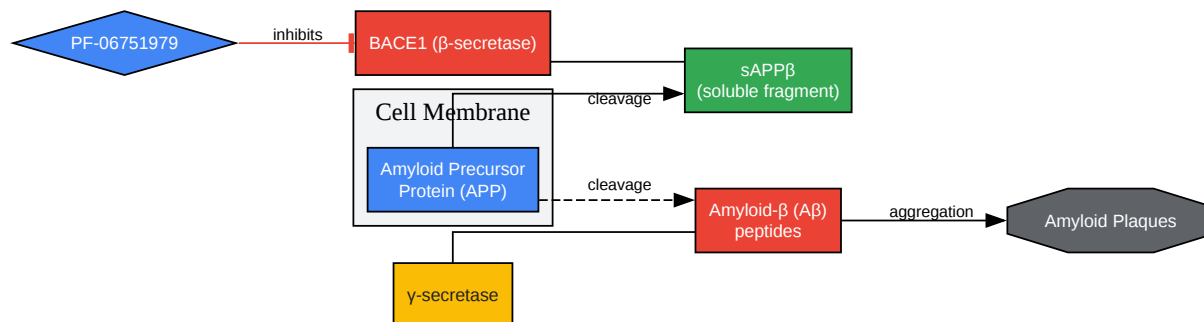 PF-06751979
inhibits
BACE1 (β-secretase)
sAPPβ
(soluble fragment)
cleavage
Cell Membrane
Amyloid Precursor
Protein (APP)
cleavage
Amyloid-β (Aβ)
peptides
aggregation
Amyloid Plaques
γ-secretase